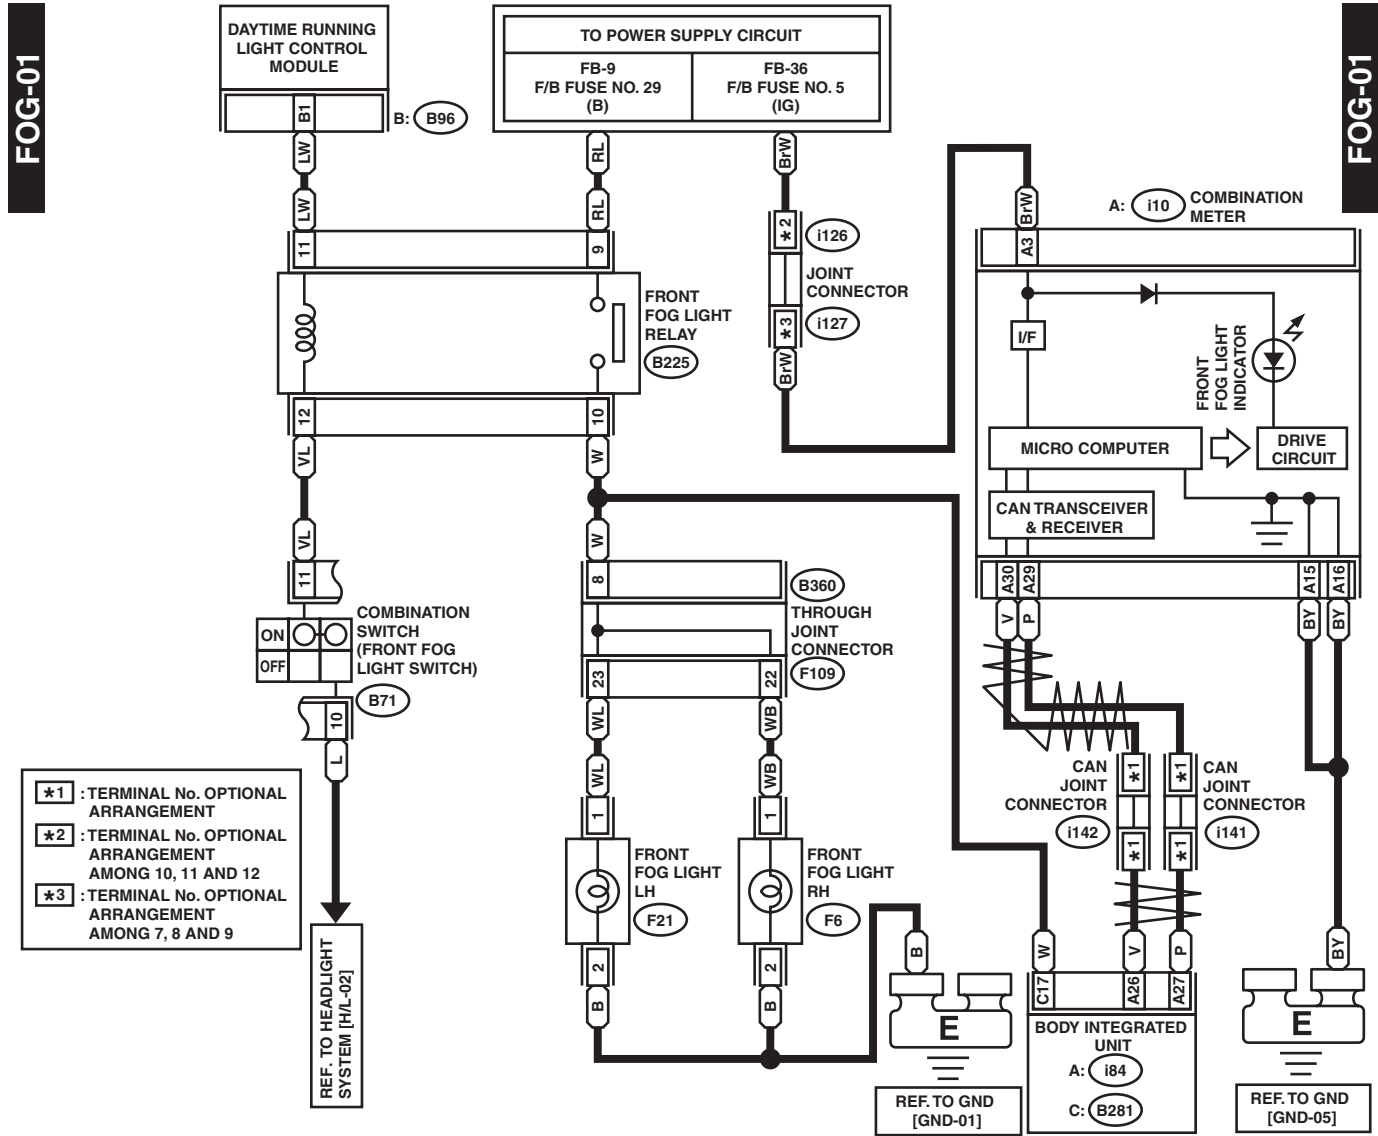 FOG-01
DAYTIME RUNNING
LIGHT CONTROL
MODULE
B1
B: B96
LW
LW
TO POWER SUPPLY CIRCUIT
FB-9
F/B FUSE NO. 29
(B)
FB-36
F/B FUSE NO. 5
(IG)
RL
RL
BrW
FOG-01
A: i10 COMBINATION
METER
BrW
A3
*2
i126
JOINT
CONNECTOR
*3
i127
BrW
11
9
FRONT
FOG LIGHT
RELAY
B225
12
10
VL
W
I/F
FRONT
FOG LIGHT
INDICATOR
MICRO COMPUTER
DRIVE
CIRCUIT
CAN TRANSCEIVER
& RECEIVER
VL
W
11
8
B360
THROUGH
JOINT
CONNECTOR
F109
23
22
A30
A29
A15
A16
V
P
BY
BY
ON
OFF
COMBINATION
SWITCH
(FRONT FOG
LIGHT SWITCH)
B71
10
L
WL
WB
WL
WB
1
1
*1
*1
CAN
JOINT
CONNECTOR
i142
CAN
JOINT
CONNECTOR
i141
*1
*1
*1 : TERMINAL No. OPTIONAL
ARRANGEMENT
*2 : TERMINAL No. OPTIONAL
ARRANGEMENT
AMONG 10, 11 AND 12
*3 : TERMINAL No. OPTIONAL
ARRANGEMENT
AMONG 7, 8 AND 9
FRONT
FOG LIGHT
LH
F21
FRONT
FOG LIGHT
RH
F6
2
2
B
B
B
W
V
P
BY
C17
A26
A27
REF. TO HEADLIGHT
SYSTEM [H/L-02]
E
REF. TO GND
[GND-01]
BODY INTEGRATED
UNIT
A: i84
C: B281
E
REF. TO GND
[GND-05]